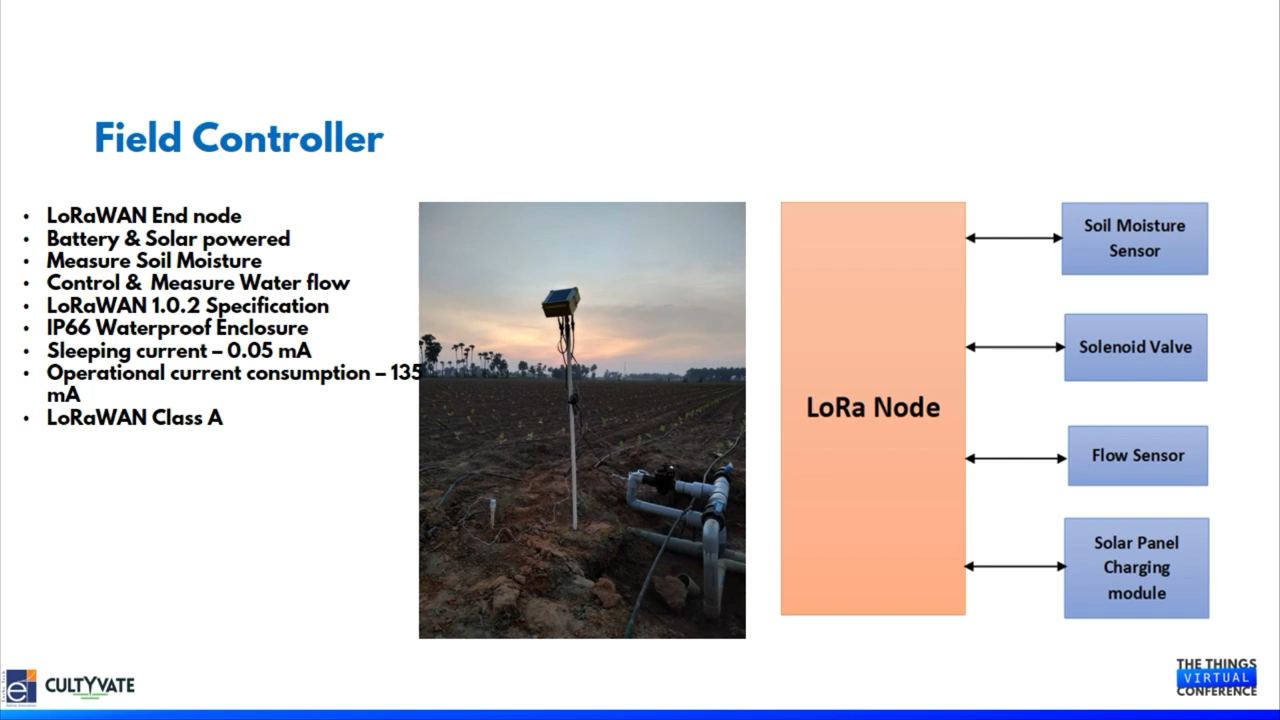 Field Controller
• LoRaWAN End node
• Battery & Solar powered
• Measure Soil Moisture
• Control & Measure Water flow
• LoRaWAN 1.0.2 Specification
• IP66 Waterproof Enclosure
• Sleeping current – 0.05 mA
• Operational current consumption – 135
mA
• LoRaWAN Class A
LoRa Node
Soil Moisture
Sensor
Solenoid Valve
Flow Sensor
Solar Panel
Charging
module
e
CULTYVATE
THE THINGS
VIRTUAL
CONFERENCE